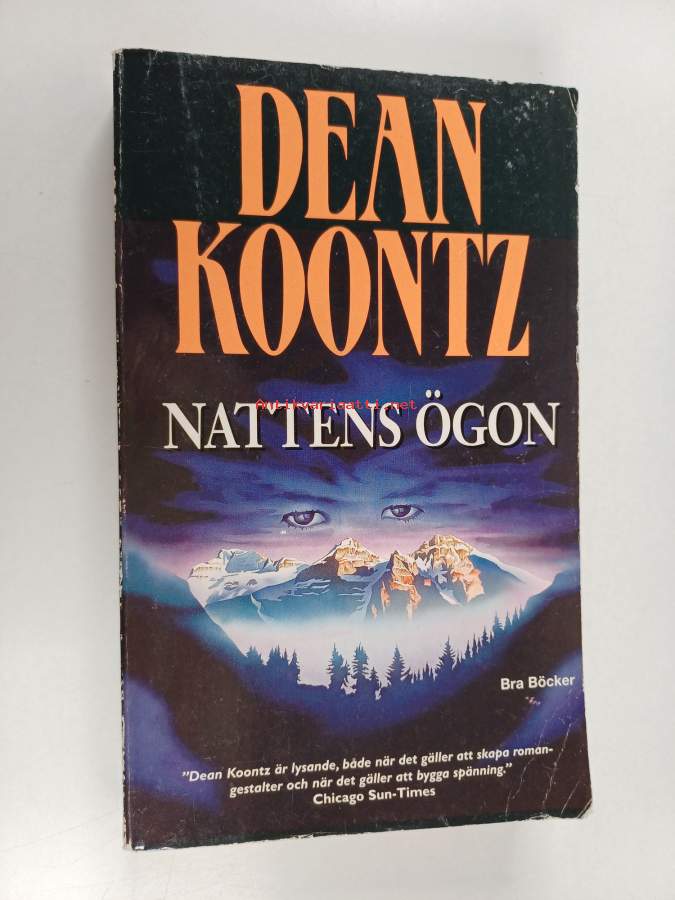 DEAN
KOONTZ
Antikvariaatti.net
NATTENS ÖGON
Bra Böcker
"Dean Koontz är lysande, både när det gäller att skapa roman-
gestalter och när det gäller att bygga spänning."
Chicago Sun-Times